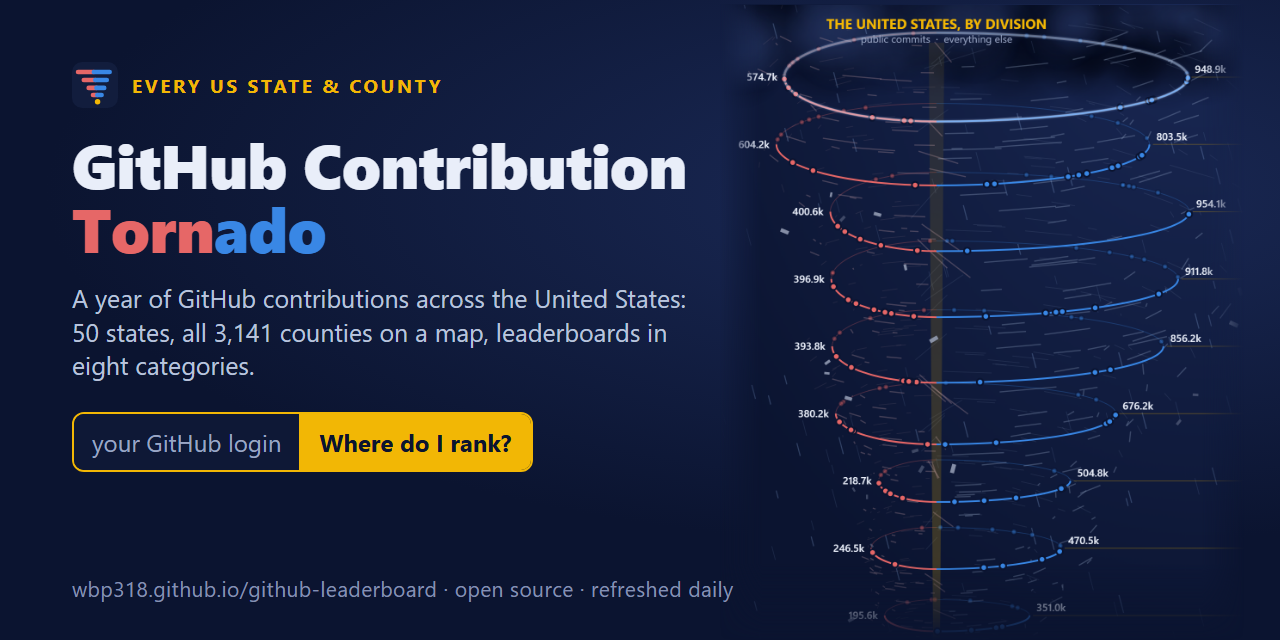 EVERY US STATE & COUNTY
GitHub Contribution
Tornado
A year of GitHub contributions across the United States:
50 states, all 3,141 counties on a map, leaderboards in
eight categories.
your GitHub login
Where do I rank?
wbp318.github.io/github-leaderboard · open source · refreshed daily
THE UNITED STATES, BY DIVISION
public commits · everything else
574.7k 948.9k
604.2k 803.5k
400.6k 954.1k
396.9k 911.8k
393.8k 856.2k
380.2k 676.2k
218.7k 504.8k
246.5k 470.5k
195.6k 351.0k